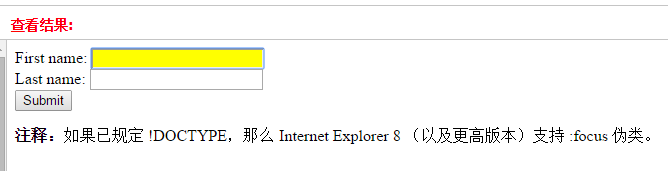 查看结果:
First name:
Last name:
Submit
注释：如果已规定 !DOCTYPE，那么 Internet Explorer 8 （以及更高版本）支持 :focus 伪类。